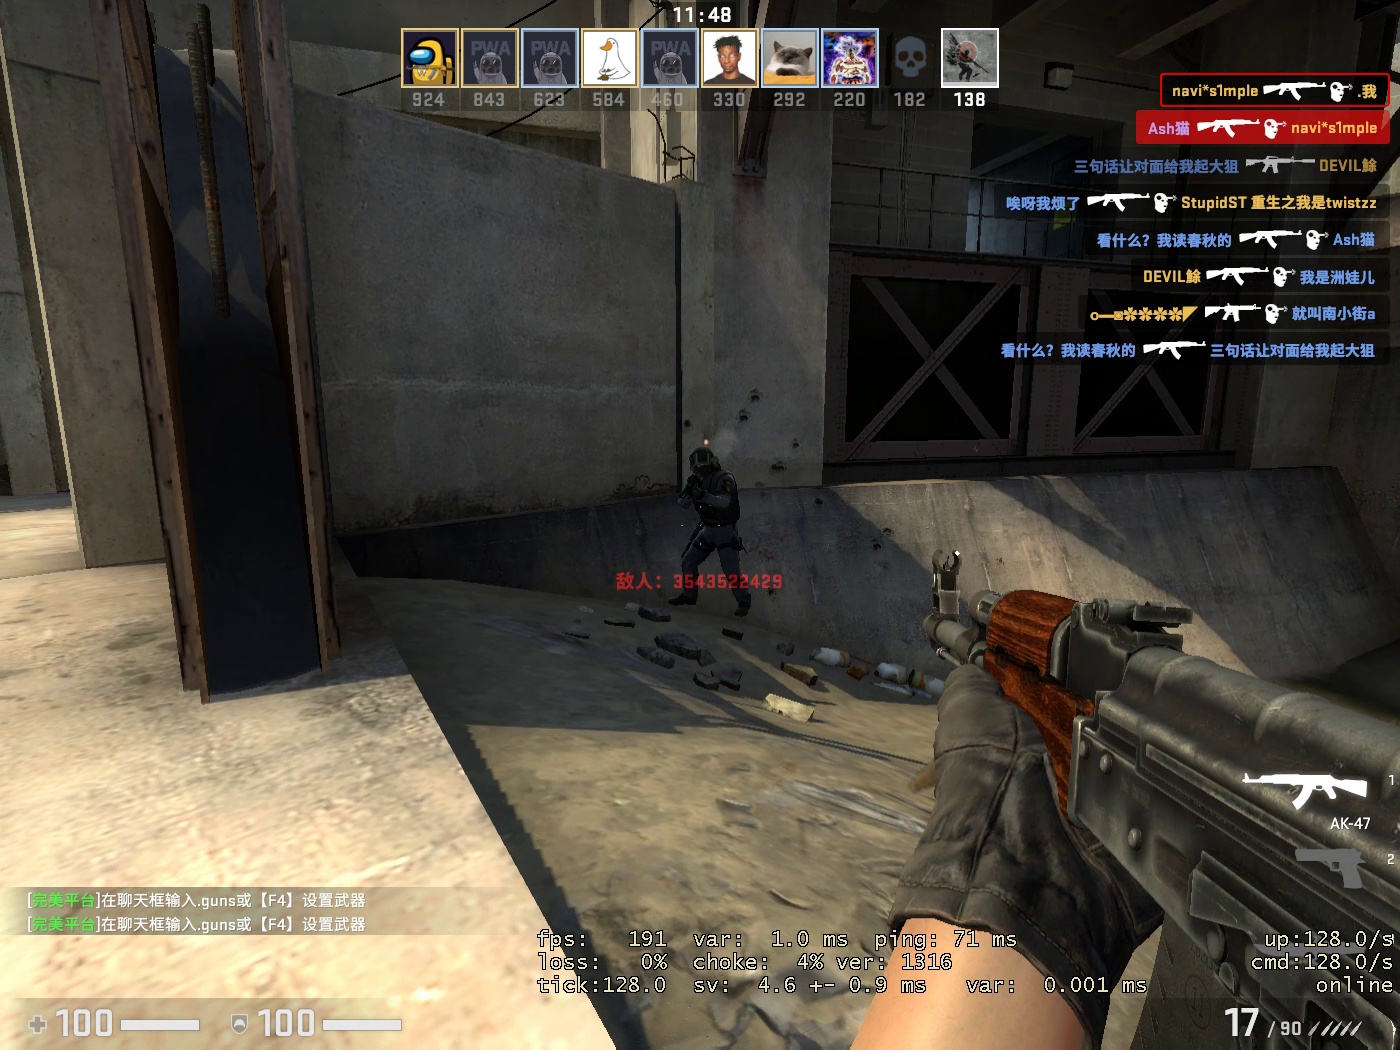 11:48
PWA PWA PWA
924 843 623 584 460 330 292 220 182 138
navi*s1mple .我
Ash猫 navi*s1mple
三句话让对面给我起大狙 DEVIL餘
唉呀我烦了 StupidST 重生之我是twistzz
看什么？我读春秋的 Ash猫
DEVIL餘 我是洲娃儿
就叫南小街a
看什么？我读春秋的 三句话让对面给我起大狙
敌人：3543522429
1
AK-47
2
[完美平台]在聊天框输入.guns或【F4】设置武器
[完美平台]在聊天框输入.guns或【F4】设置武器
fps: 191 var: 1.0 ms ping: 71 ms up:128.0/s
loss: 0% choke: 4% ver: 1316 cmd:128.0/s
tick:128.0 sv: 4.6 +- 0.9 ms var: 0.001 ms online
100 100 17 / 90